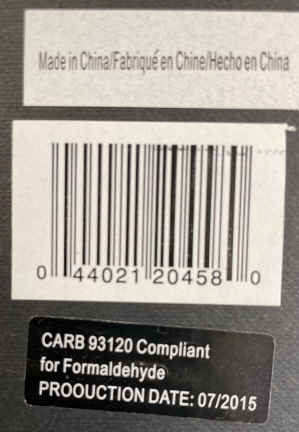 Made in China/Fabriqué en Chine/Hecho en China
0 44021 20458 0
CARB 93120 Compliant
for Formaldehyde
PROOUCTION DATE: 07/2015